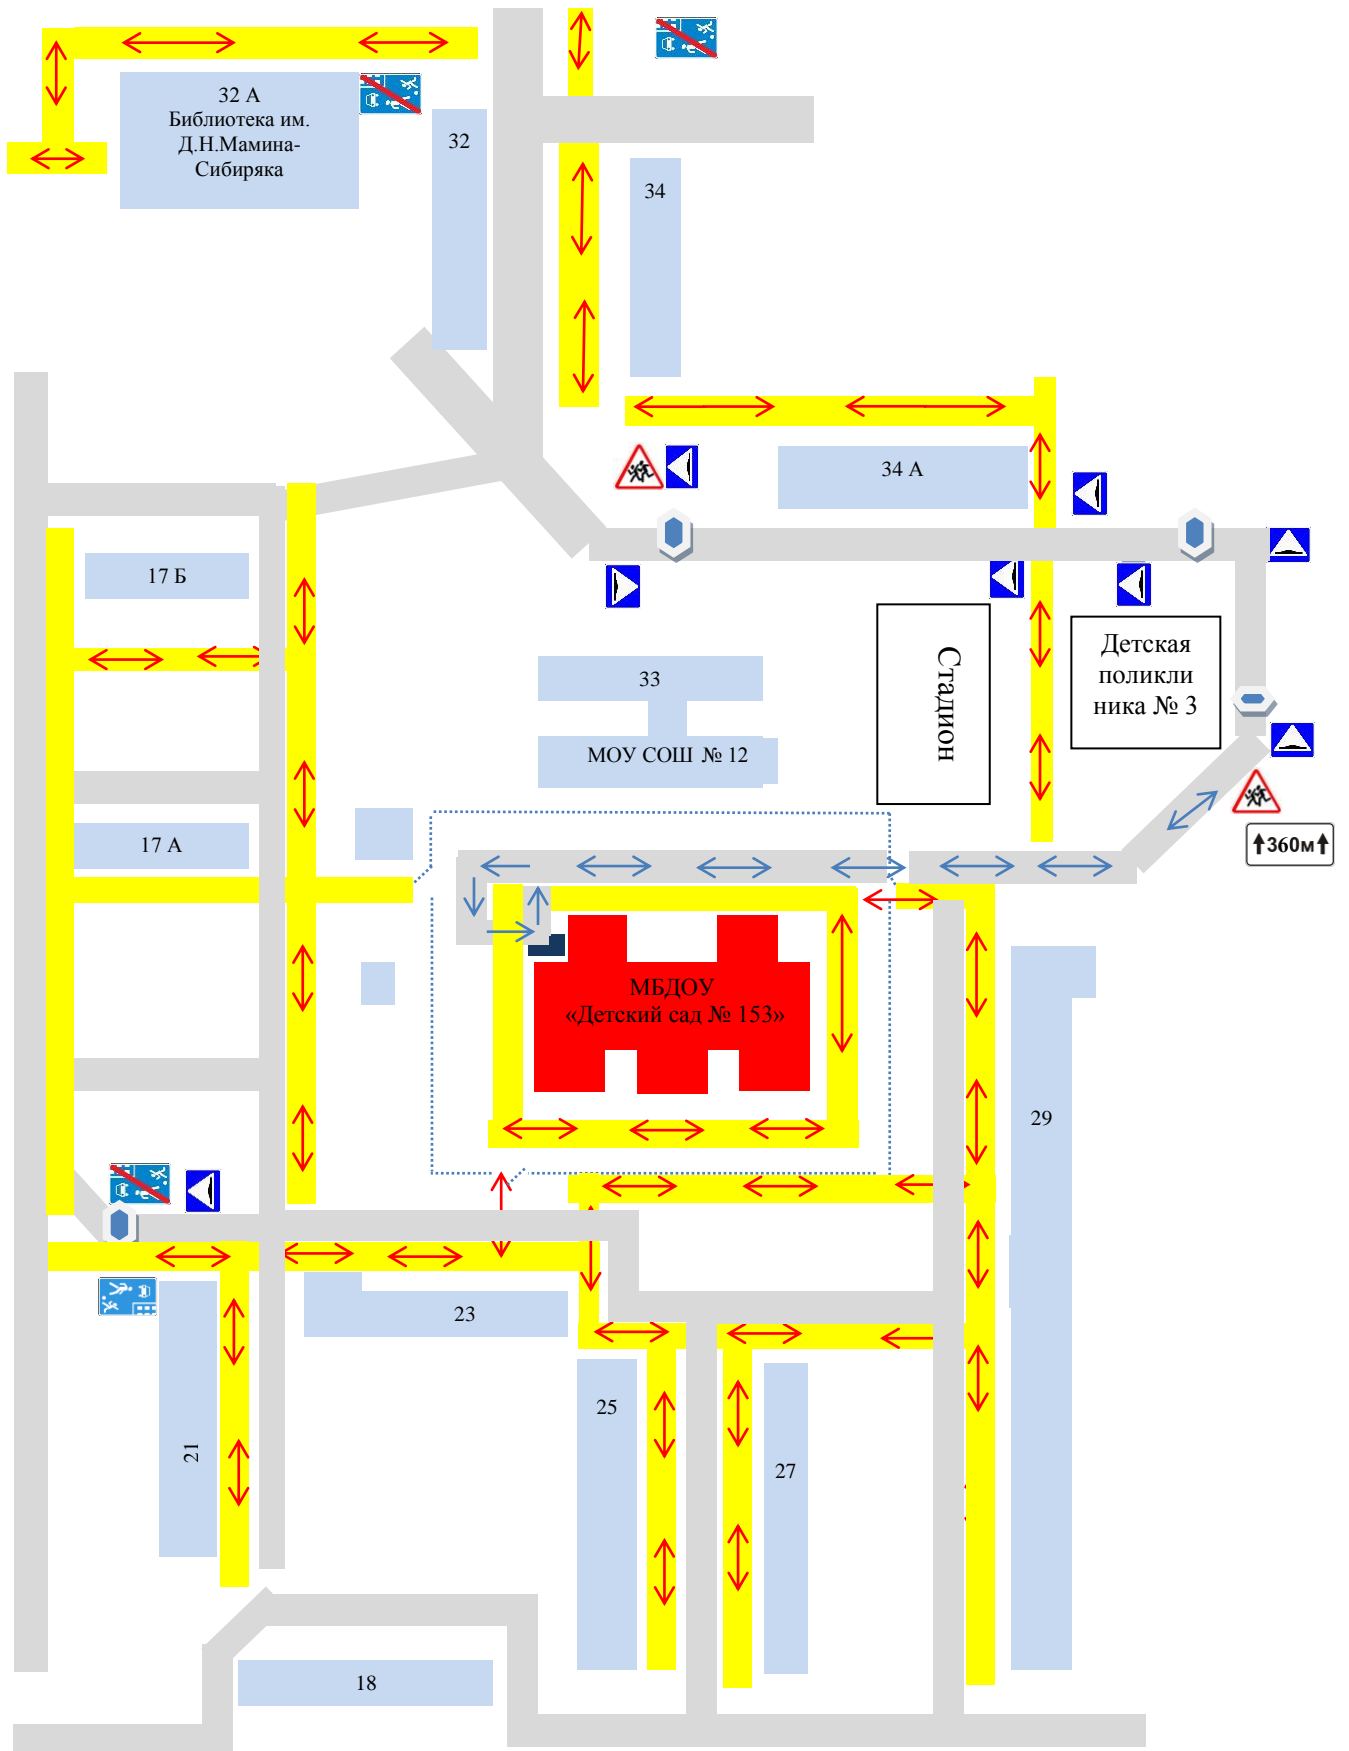 32 А
Библиотека им.
Д.Н.Мамина-
Сибиряка
32
34
34 А
17 Б
Стадион
Детская
поликли
ника № 3
33
МОУ СОШ № 12
17 А
360м
МБДОУ
«Детский сад № 153»
29
23
25
21
27
18